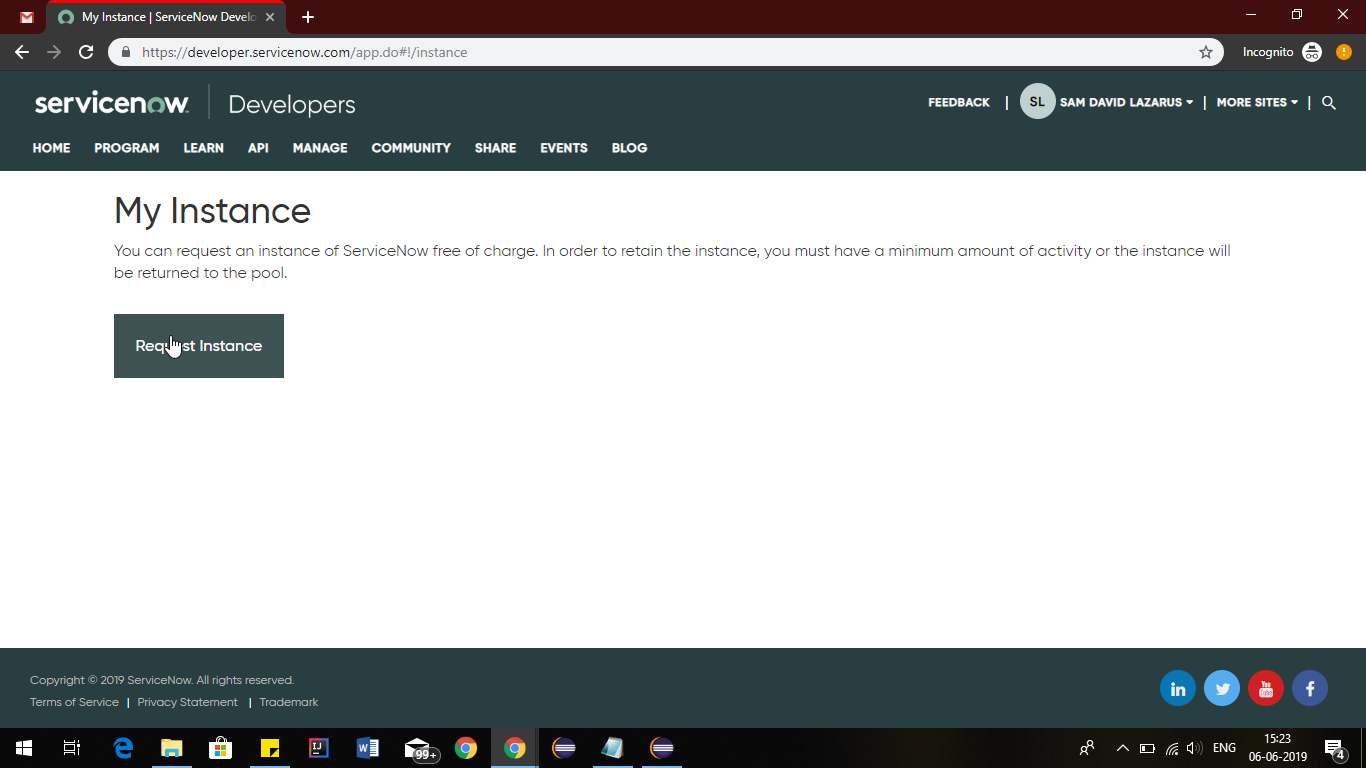 My Instance | ServiceNow Develo
https://developer.servicenow.com/app.do#!/instance
Incognito
servicenow Developers
FEEDBACK | SL SAM DAVID LAZARUS | MORE SITES |
HOME PROGRAM LEARN API MANAGE COMMUNITY SHARE EVENTS BLOG
My Instance
You can request an instance of ServiceNow free of charge. In order to retain the instance, you must have a minimum amount of activity or the instance will
be returned to the pool.
Request Instance
Copyright © 2019 ServiceNow. All rights reserved.
Terms of Service | Privacy Statement | Trademark
in You Tube f
e IJ W 99+ ENG 15:23
06-06-2019 4